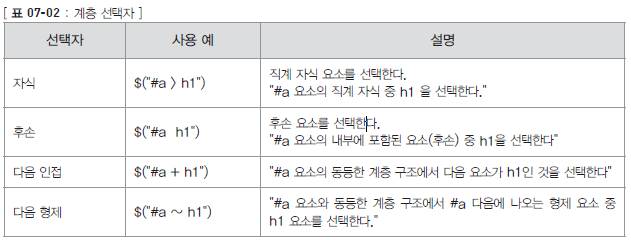 [ 표 07-02 : 계층 선택자 ]
선택자 사용 예 설명
자식 $("#a 〉 h1") 직계 자식 요소를 선택한다.
"#a 요소의 직계 자식 중 h1 을 선택한다."
후손 $("#a  h1") 후손 요소를 선택한다.
"#a 요소의 내부에 포함된 요소(후손) 중 h1을 선택한다"
다음 인접 $("#a + h1") "#a 요소의 동등한 계층 구조에서 다음 요소가 h1인 것을 선택한다"
다음 형제 $("#a ～ h1") "#a 요소와 동등한 계층 구조에서 #a 다음에 나오는 형제 요소 중
h1 요소를 선택한다."